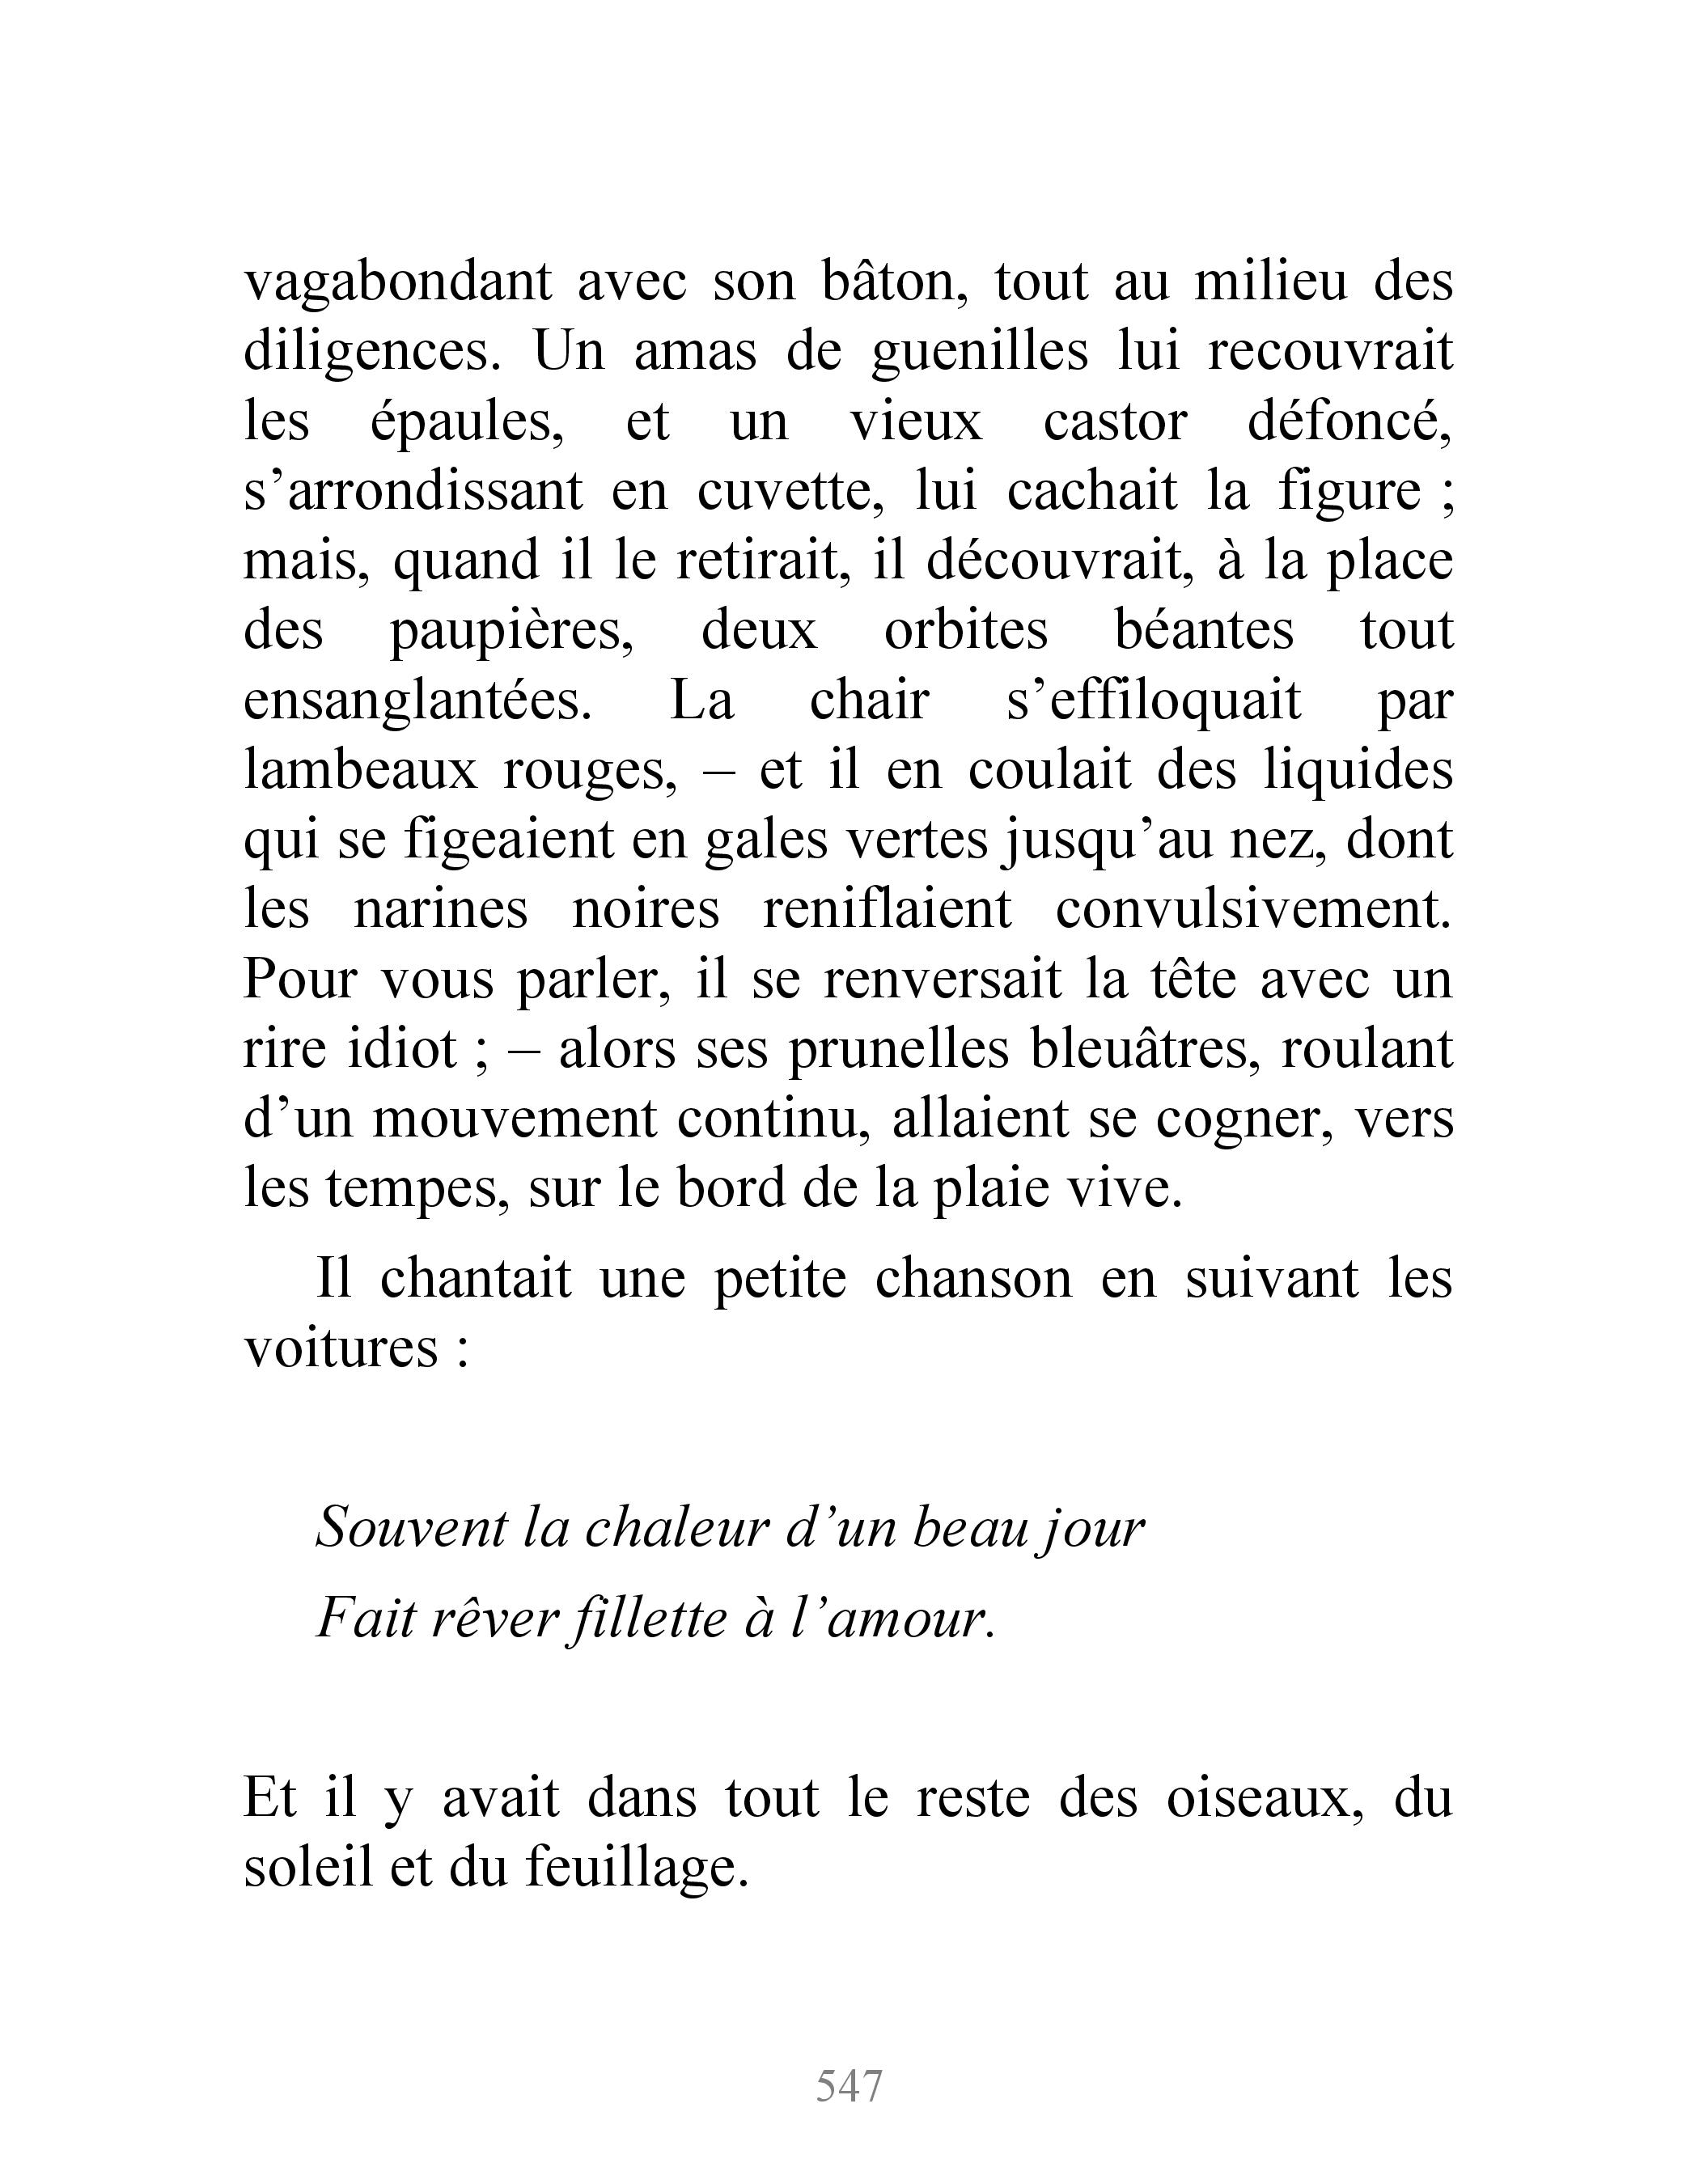 vagabondant avec son bâton, tout au milieu des
diligences. Un amas de guenilles lui recouvrait
les épaules, et un vieux castor défoncé,
s’arrondissant en cuvette, lui cachait la figure ;
mais, quand il le retirait, il découvrait, à la place
des paupières, deux orbites béantes tout
ensanglantées. La chair s’effiloquait par
lambeaux rouges, – et il en coulait des liquides
qui se figeaient en gales vertes jusqu’au nez, dont
les narines noires reniflaient convulsivement.
Pour vous parler, il se renversait la tête avec un
rire idiot ; – alors ses prunelles bleuâtres, roulant
d’un mouvement continu, allaient se cogner, vers
les tempes, sur le bord de la plaie vive.
Il chantait une petite chanson en suivant les
voitures :
Souvent la chaleur d’un beau jour
Fait rêver fillette à l’amour.
Et il y avait dans tout le reste des oiseaux, du
soleil et du feuillage.
547